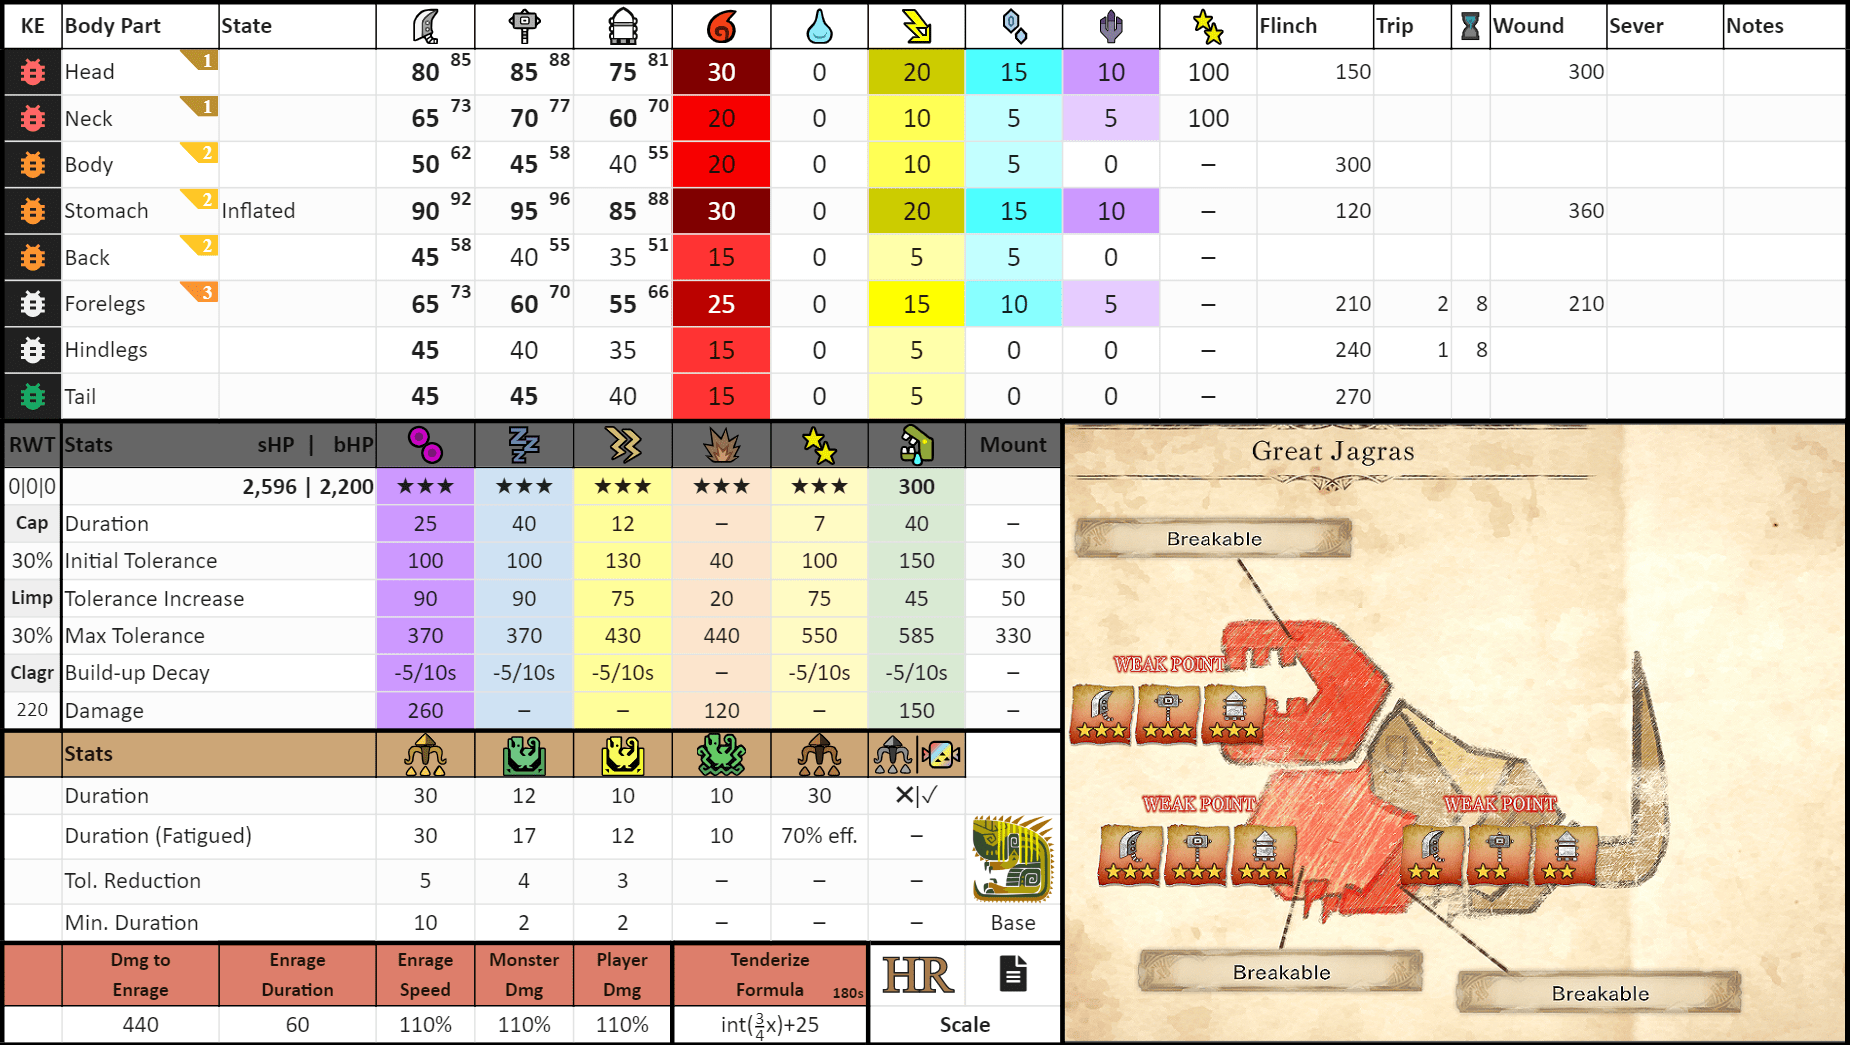 KE Body Part State Flinch Trip Wound Sever Notes
Head 1 80 85 85 88 75 81 30 0 20 15 10 100 150 300
Neck 1 65 73 70 77 60 70 20 0 10 5 5 100
Body 2 50 62 45 58 40 55 20 0 10 5 0 – 300
Stomach 2 Inflated 90 92 95 96 85 88 30 0 20 15 10 – 120 360
Back 2 45 58 40 55 35 51 15 0 5 5 0 –
Forelegs 3 65 73 60 70 55 66 25 0 15 10 5 – 210 2 8 210
Hindlegs 45 40 35 15 0 5 0 0 – 240 1 8
Tail 45 45 40 15 0 5 0 0 – 270
RWT Stats sHP | bHP Mount
0|0|0 2,596 | 2,200 ★★★ ★★★ ★★★ ★★★ ★★★ 300
Cap Duration 25 40 12 – 7 40 –
30% Initial Tolerance 100 100 130 40 100 150 30
Limp Tolerance Increase 90 90 75 20 75 45 50
30% Max Tolerance 370 370 430 440 550 585 330
Clagr Build-up Decay -5/10s -5/10s -5/10s – -5/10s -5/10s –
220 Damage 260 – – 120 – 150 –
Stats
Duration 30 12 10 10 30 ✕|✓
Duration (Fatigued) 30 17 12 10 70% eff. –
Tol. Reduction 5 4 3 – – –
Min. Duration 10 2 2 – – – Base
Dmg to Enrage
Enrage Duration
Enrage Speed
Monster Dmg
Player Dmg
Tenderize Formula 180s
HR
440 60 110% 110% 110% int(¾x)+25 Scale
Great Jagras
Breakable
WEAK POINT
WEAK POINT
WEAK POINT
Breakable
Breakable